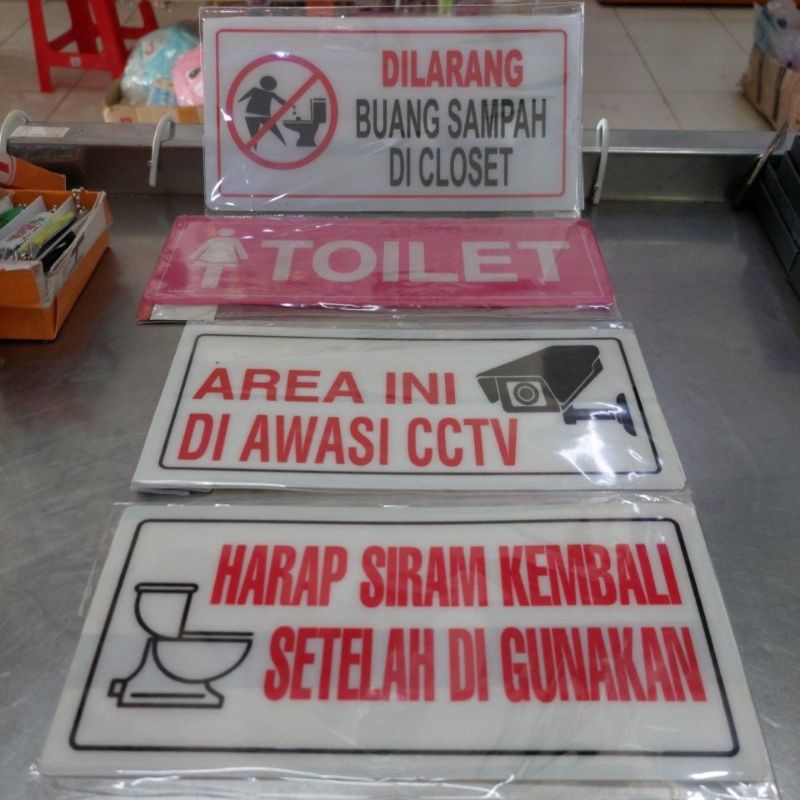 DILARANG
BUANG SAMPAH
DI CLOSET
TOILET
AREA INI
DI AWASI CCTV
HARAP SIRAM KEMBALI
SETELAH DI GUNAKAN